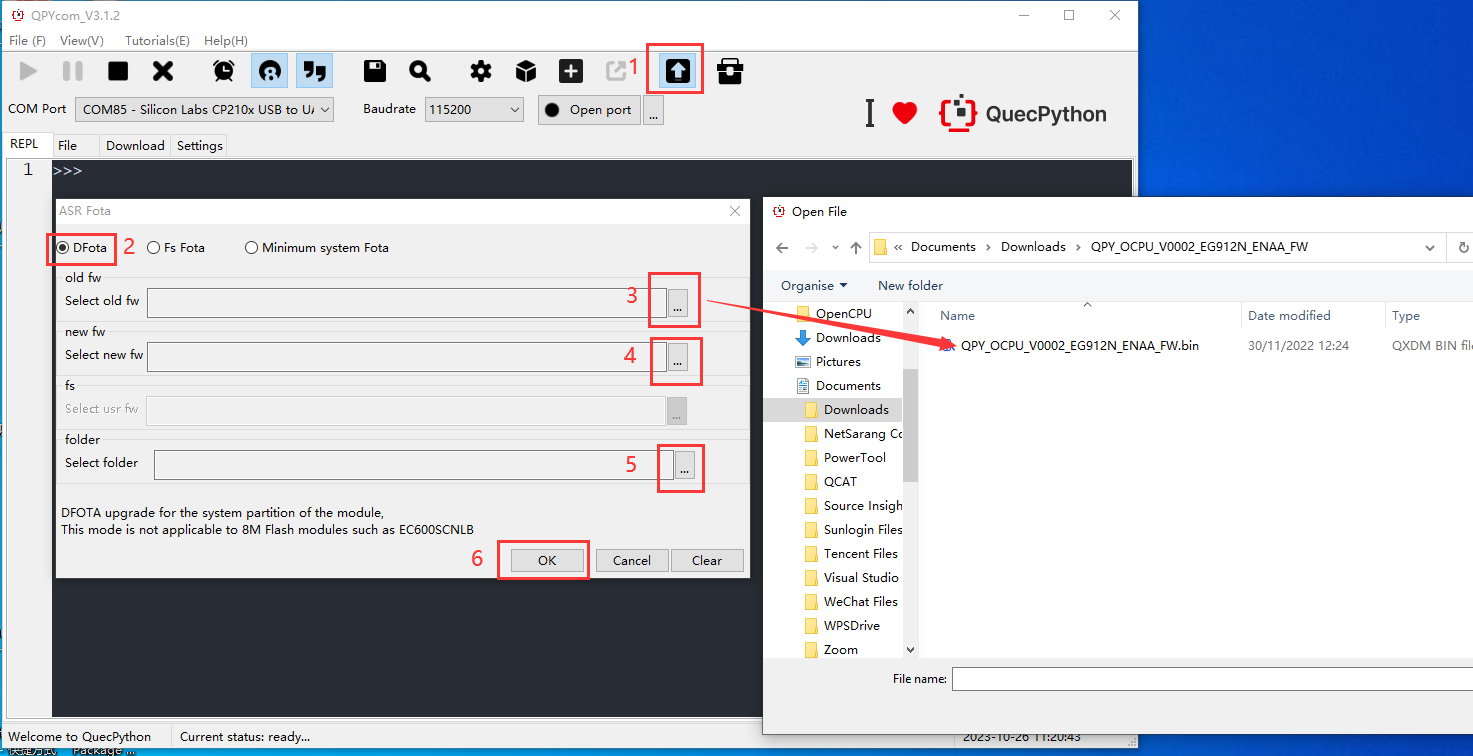 QPYcom_V3.1.2
File (F) View(V) Tutorials(E) Help(H)
1
COM Port COM85 - Silicon Labs CP210x USB to UA Baudrate 115200 Open port ...
QuecPython
REPL File Download Settings
1 >>>
ASR Fota
DFota 2 Fs Fota Minimum system Fota
old fw
Select old fw 3 ...
new fw
Select new fw 4 ...
fs
Select usr fw ...
folder
Select folder 5 ...
DFOTA upgrade for the system partition of the module,
This mode is not applicable to 8M Flash modules such as EC600SCNLB
6 OK Cancel Clear
Open File
« Documents › Downloads › QPY_OCPU_V0002_EG912N_ENAA_FW
Organise New folder
Name Date modified Type
QPY_OCPU_V0002_EG912N_ENAA_FW.bin 30/11/2022 12:24 QXDM BIN file
OpenCPU
Downloads
Pictures
Documents
Downloads
NetSarang Co
PowerTool
QCAT
Source Insigh
Sunlogin Files
Tencent Files
Visual Studio
WeChat Files
WPSDrive
Zoom
File name:
Welcome to QuecPython Current status: ready... 2023-10-26 11:20:43
快捷方式 Package ...